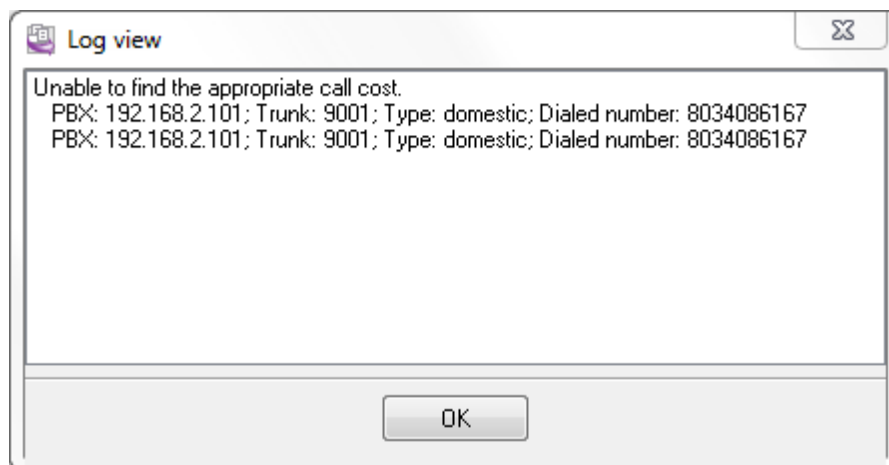 Log view
Unable to find the appropriate call cost.
PBX: 192.168.2.101; Trunk: 9001; Type: domestic; Dialed number: 8034086167
PBX: 192.168.2.101; Trunk: 9001; Type: domestic; Dialed number: 8034086167
OK